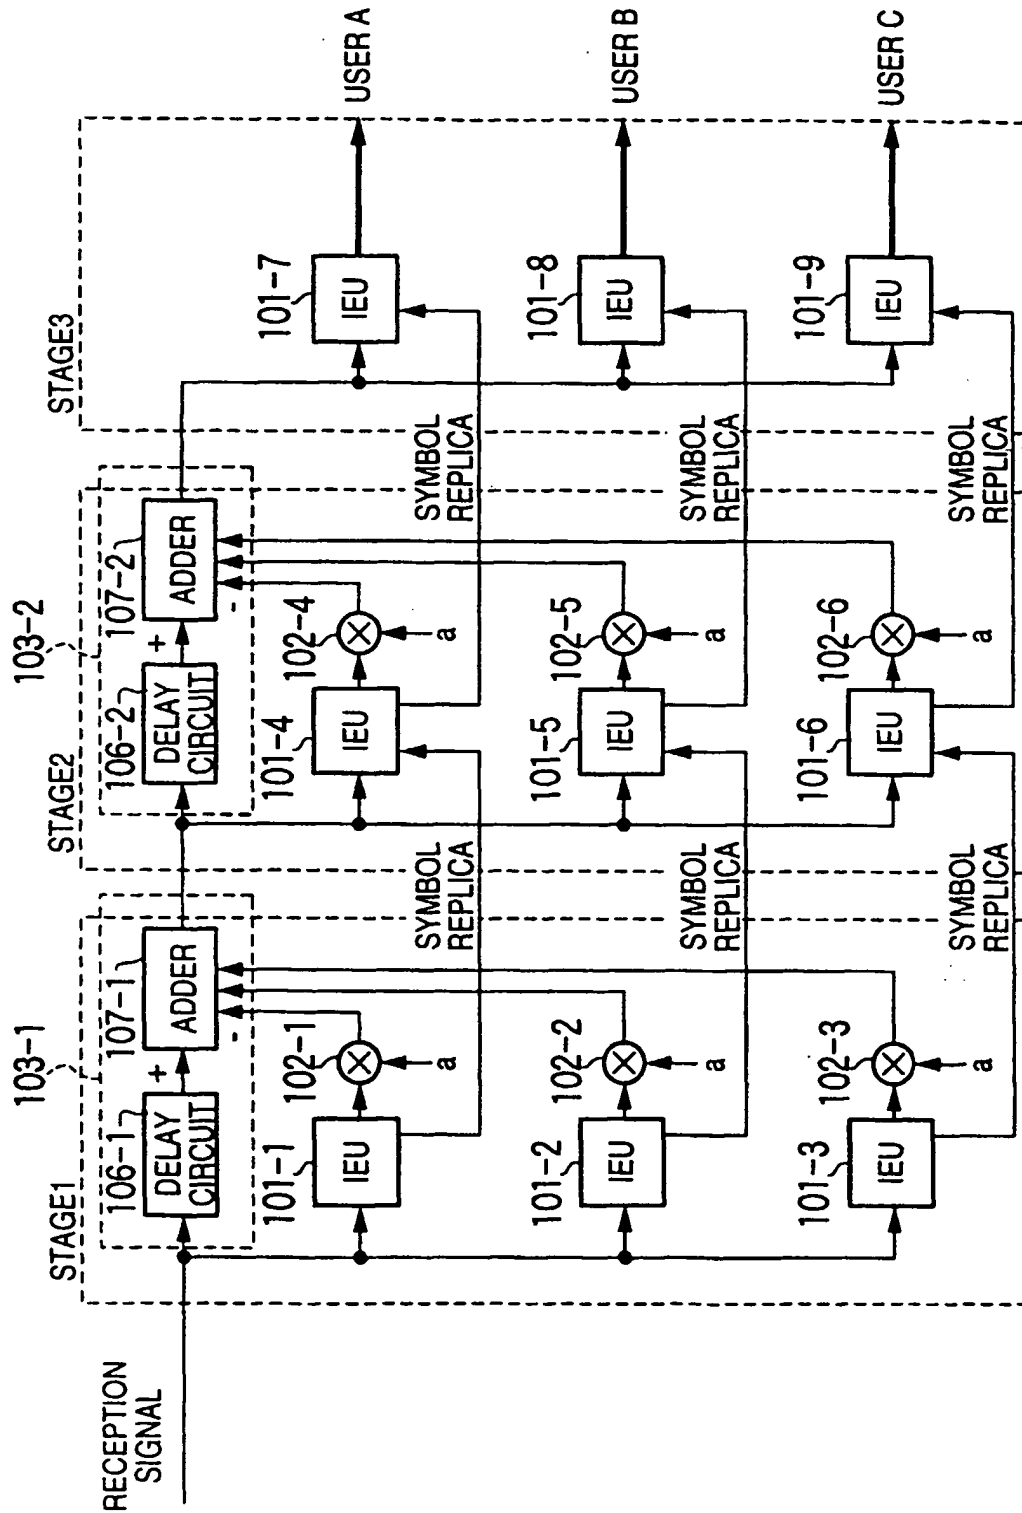 RECEPTION
SIGNAL
STAGE1
103-1
106-1
DELAY
CIRCUIT
+
107-1
ADDER
-
101-1
IEU
102-1
a
SYMBOL
REPLICA
101-2
IEU
102-2
a
SYMBOL
REPLICA
101-3
IEU
102-3
a
SYMBOL
REPLICA
STAGE2
103-2
106-2
DELAY
CIRCUIT
+
107-2
ADDER
-
101-4
IEU
102-4
a
SYMBOL
REPLICA
101-5
IEU
102-5
a
SYMBOL
REPLICA
101-6
IEU
102-6
a
SYMBOL
REPLICA
STAGE3
101-7
IEU
USER A
101-8
IEU
USER B
101-9
IEU
USER C